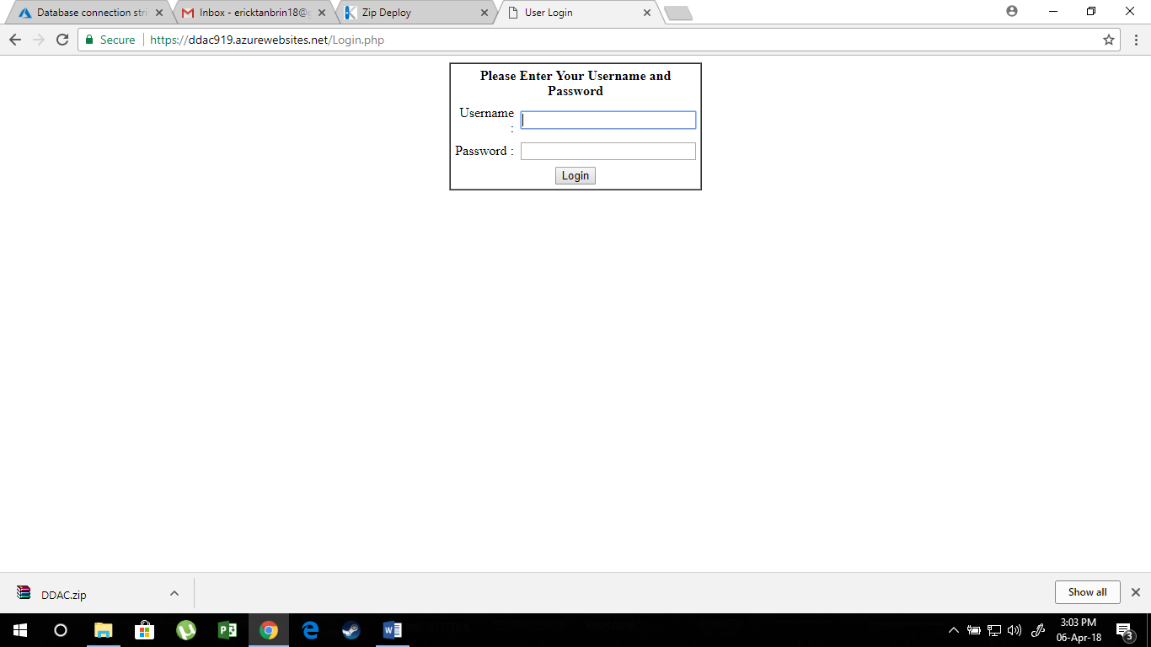 Database connection stri
Inbox - ericktanbrin18@g
Zip Deploy
User Login
Secure
https://ddac919.azurewebsites.net/Login.php
Please Enter Your Username and
Password
Username
:
Password :
Login
DDAC.zip
Show all
3:03 PM
06-Apr-18
3